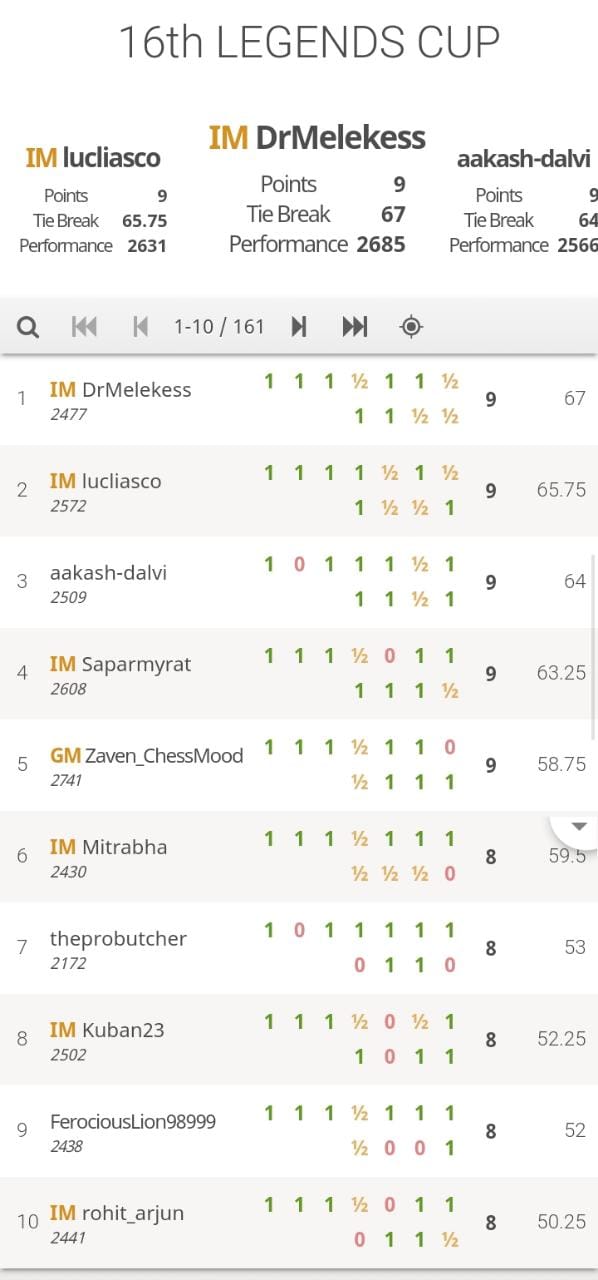 16th LEGENDS CUP
IM DrMelekess
IM lucliasco
aakash-dalvi
Points 9
Points 9
Points 9
Tie Break 65.75
Tie Break 67
Tie Break 64
Performance 2631
Performance 2685
Performance 2566
1-10 / 161
1 IM DrMelekess 1 1 1 ½ 1 1 ½ 9 67
2477 1 1 ½ ½
2 IM lucliasco 1 1 1 1 ½ 1 ½ 9 65.75
2572 1 ½ ½ 1
3 aakash-dalvi 1 0 1 1 1 ½ 1 9 64
2509 1 1 ½ 1
4 IM Saparmyrat 1 1 1 ½ 0 1 1 9 63.25
2608 1 1 1 ½
5 GM Zaven_ChessMood 1 1 1 ½ 1 1 0 9 58.75
2741 ½ 1 1 1
6 IM Mitrabha 1 1 1 ½ 1 1 1 8 59.5
2430 ½ ½ ½ 0
7 theprobutcher 1 0 1 1 1 1 1 8 53
2172 0 1 1 0
8 IM Kuban23 1 1 1 ½ 0 ½ 1 8 52.25
2502 1 0 1 1
9 FerociousLion98999 1 1 1 ½ 1 1 1 8 52
2438 ½ 0 0 1
10 IM rohit_arjun 1 1 1 ½ 0 1 1 8 50.25
2441 0 1 1 ½